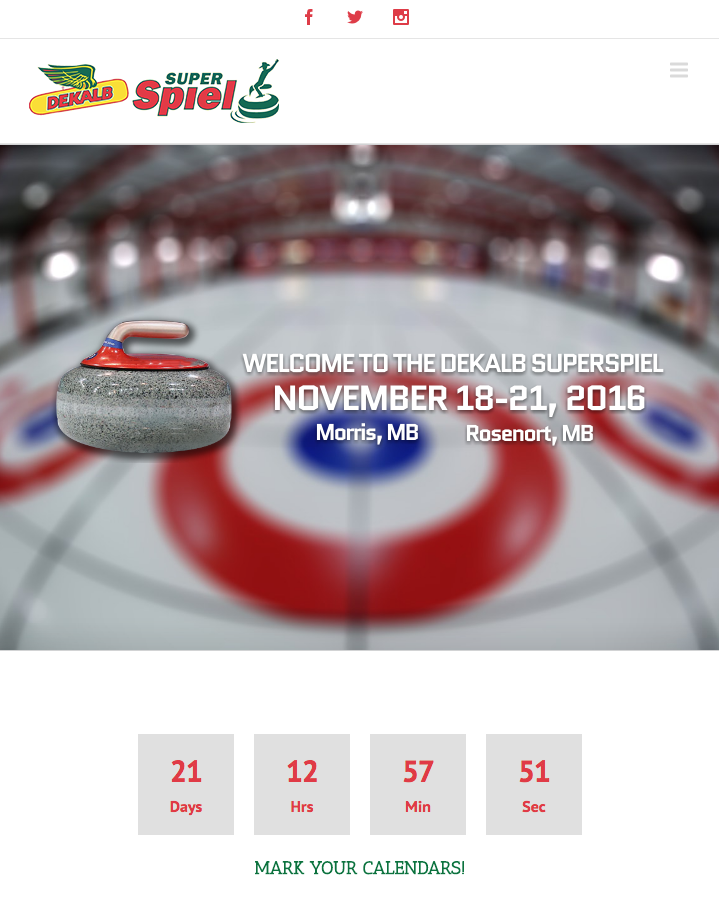 DEKALB
SUPER
Spiel
WELCOME TO THE DEKALB SUPERSPIEL
NOVEMBER 18-21, 2016
Morris, MB Rosenort, MB
21 12 57 51
Days Hrs Min Sec
MARK YOUR CALENDARS!